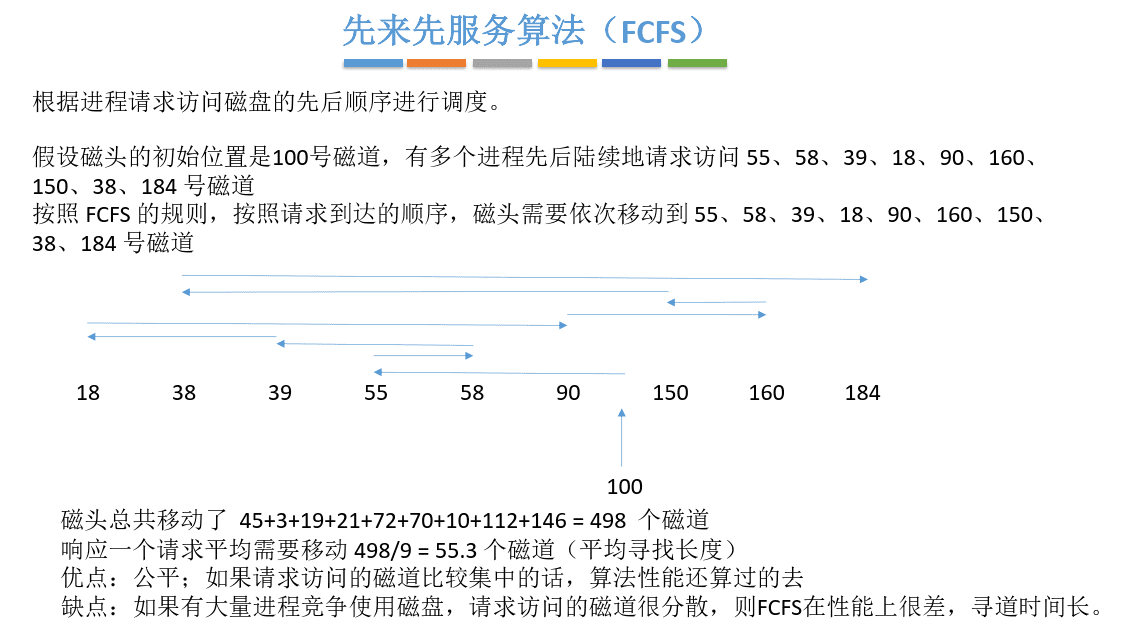 先来先服务算法（FCFS）
根据进程请求访问磁盘的先后顺序进行调度。
假设磁头的初始位置是100号磁道，有多个进程先后陆续地请求访问 55、58、39、18、90、160、
150、38、184 号磁道
按照 FCFS 的规则，按照请求到达的顺序，磁头需要依次移动到 55、58、39、18、90、160、150、
38、184 号磁道
18 38 39 55 58 90 150 160 184
100
磁头总共移动了 45+3+19+21+72+70+10+112+146 = 498 个磁道
响应一个请求平均需要移动 498/9 = 55.3 个磁道（平均寻找长度）
优点：公平；如果请求访问的磁道比较集中的话，算法性能还算过的去
缺点：如果有大量进程竞争使用磁盘，请求访问的磁道很分散，则FCFS在性能上很差，寻道时间长。